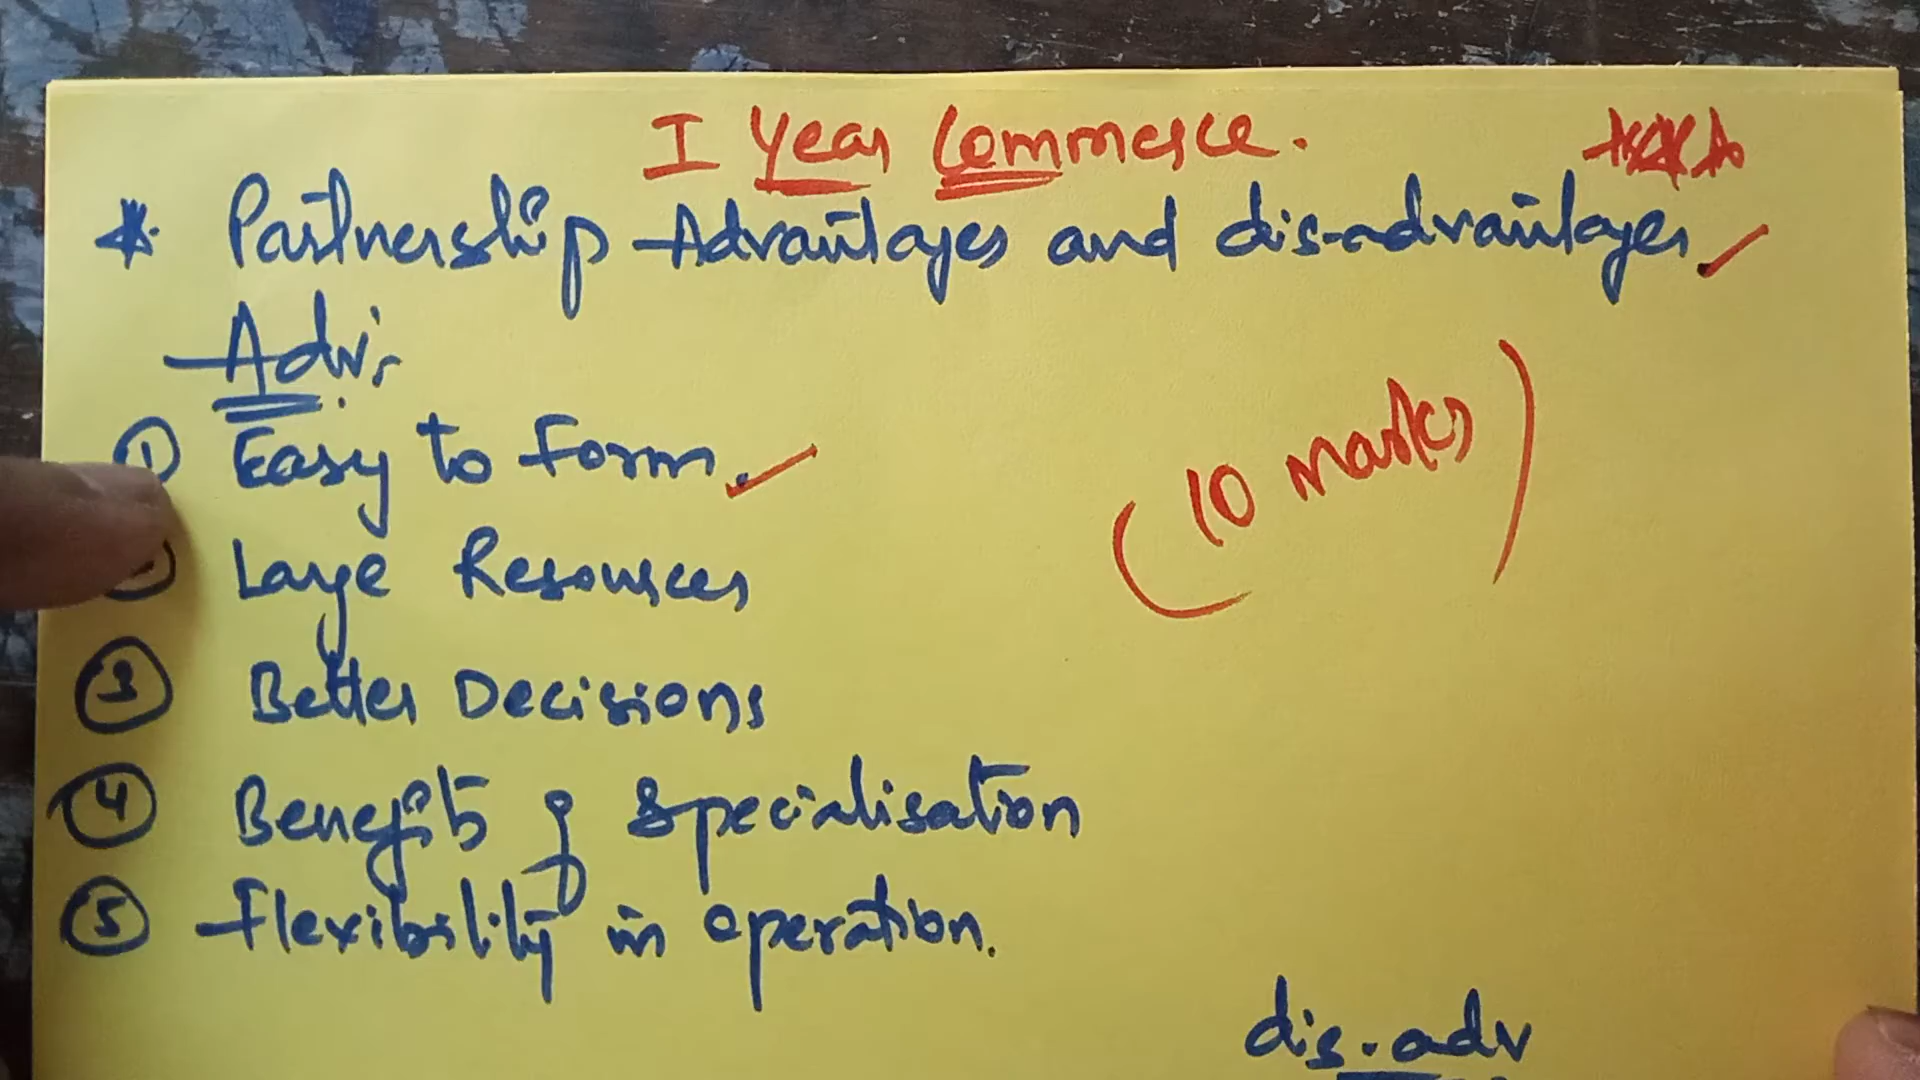 I Year Commerce.
* Partnership Advantages and dis-advantages
Adv:
① Easy to form.
② Large Resources
③ Better Decisions
④ Benefits of Specialisation
⑤ Flexibility in operation.
(10 marks)
dis-adv